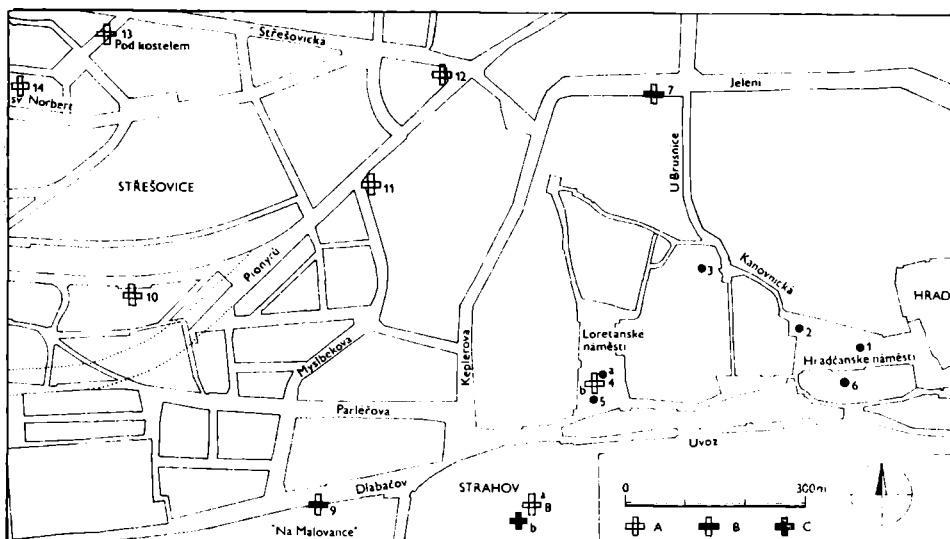 13
Pod kostelem
Střešovická
12
14
sv. Norbert
7
Jelení
U Brusnice
STŘEŠOVICE
11
3
Kanovnická
Pionýrů
10
HRAD
2
Loretánské
náměstí
1
Hradčanské náměstí
Keplerova
Myslbekova
a
4
b
6
5
Parléřova
Úvoz
Dlabačov
STRAHOV
a
8
b
9
"Na Malovance"
0
300m
A
B
C